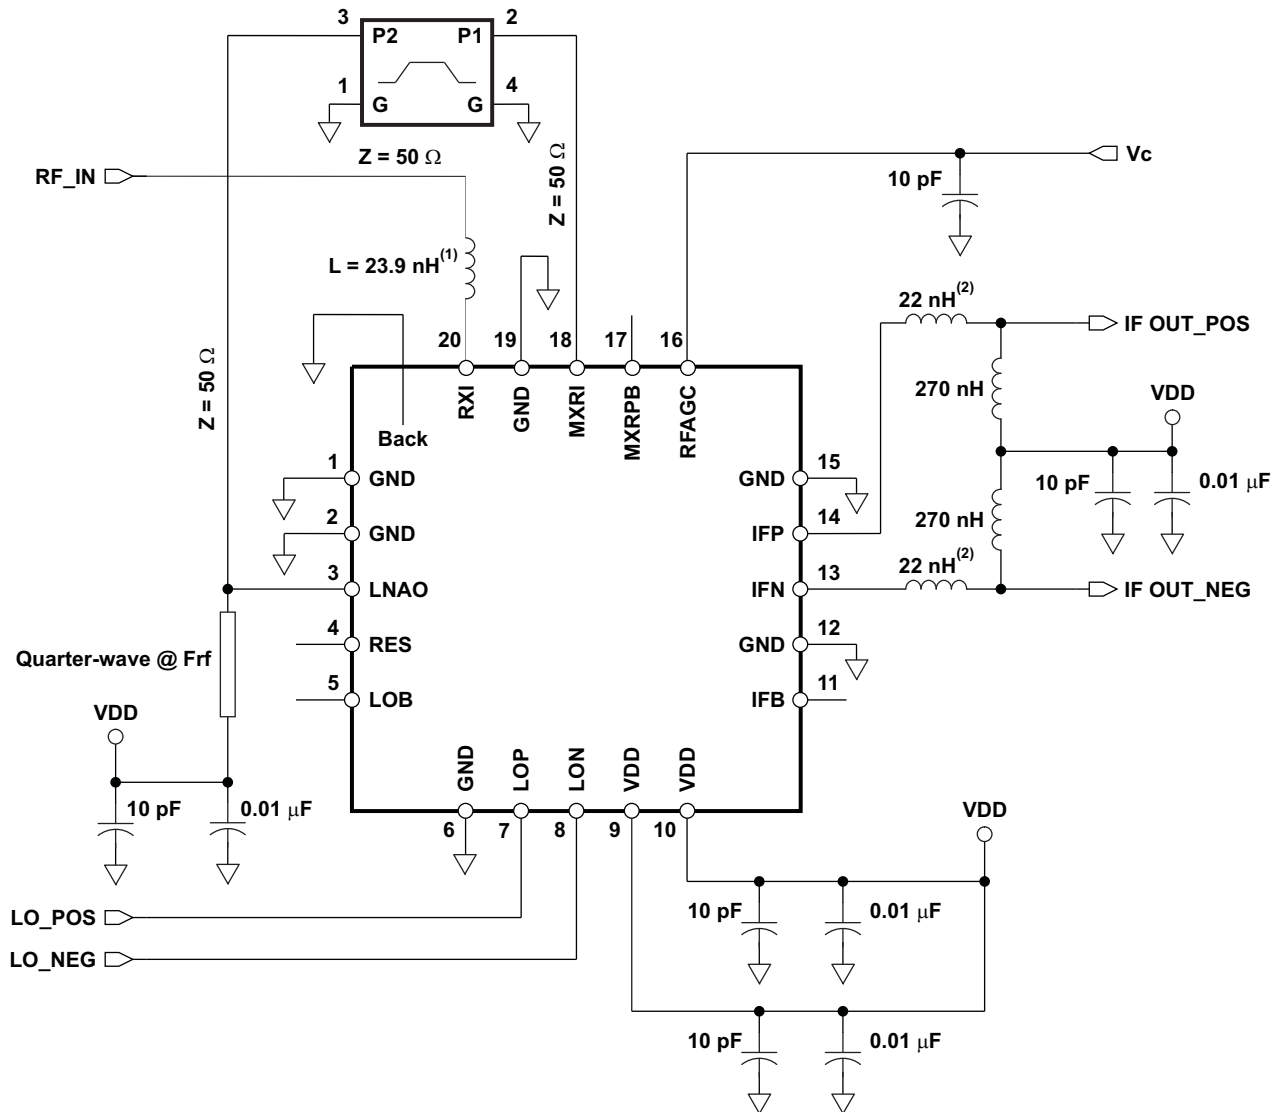 3
2
P2
P1
1
4
G
G
Z = 50 Ω
RF_IN
Z = 50 Ω
Vc
10 pF
L = 23.9 nH(1)
22 nH(2)
IF OUT_POS
20
19
18
17
16
270 nH
VDD
RXI
GND
MXRI
MXRPB
RFAGC
Z = 50 Ω
Back
1
GND
15
GND
10 pF
0.01 μF
2
GND
14
IFP
270 nH
22 nH(2)
3
LNAO
13
IFN
IF OUT_NEG
4
RES
12
GND
Quarter-wave @ Frf
5
LOB
11
IFB
VDD
GND
LOP
LON
VDD
VDD
10 pF
0.01 μF
VDD
6
7
8
9
10
LO_POS
10 pF
0.01 μF
LO_NEG
10 pF
0.01 μF